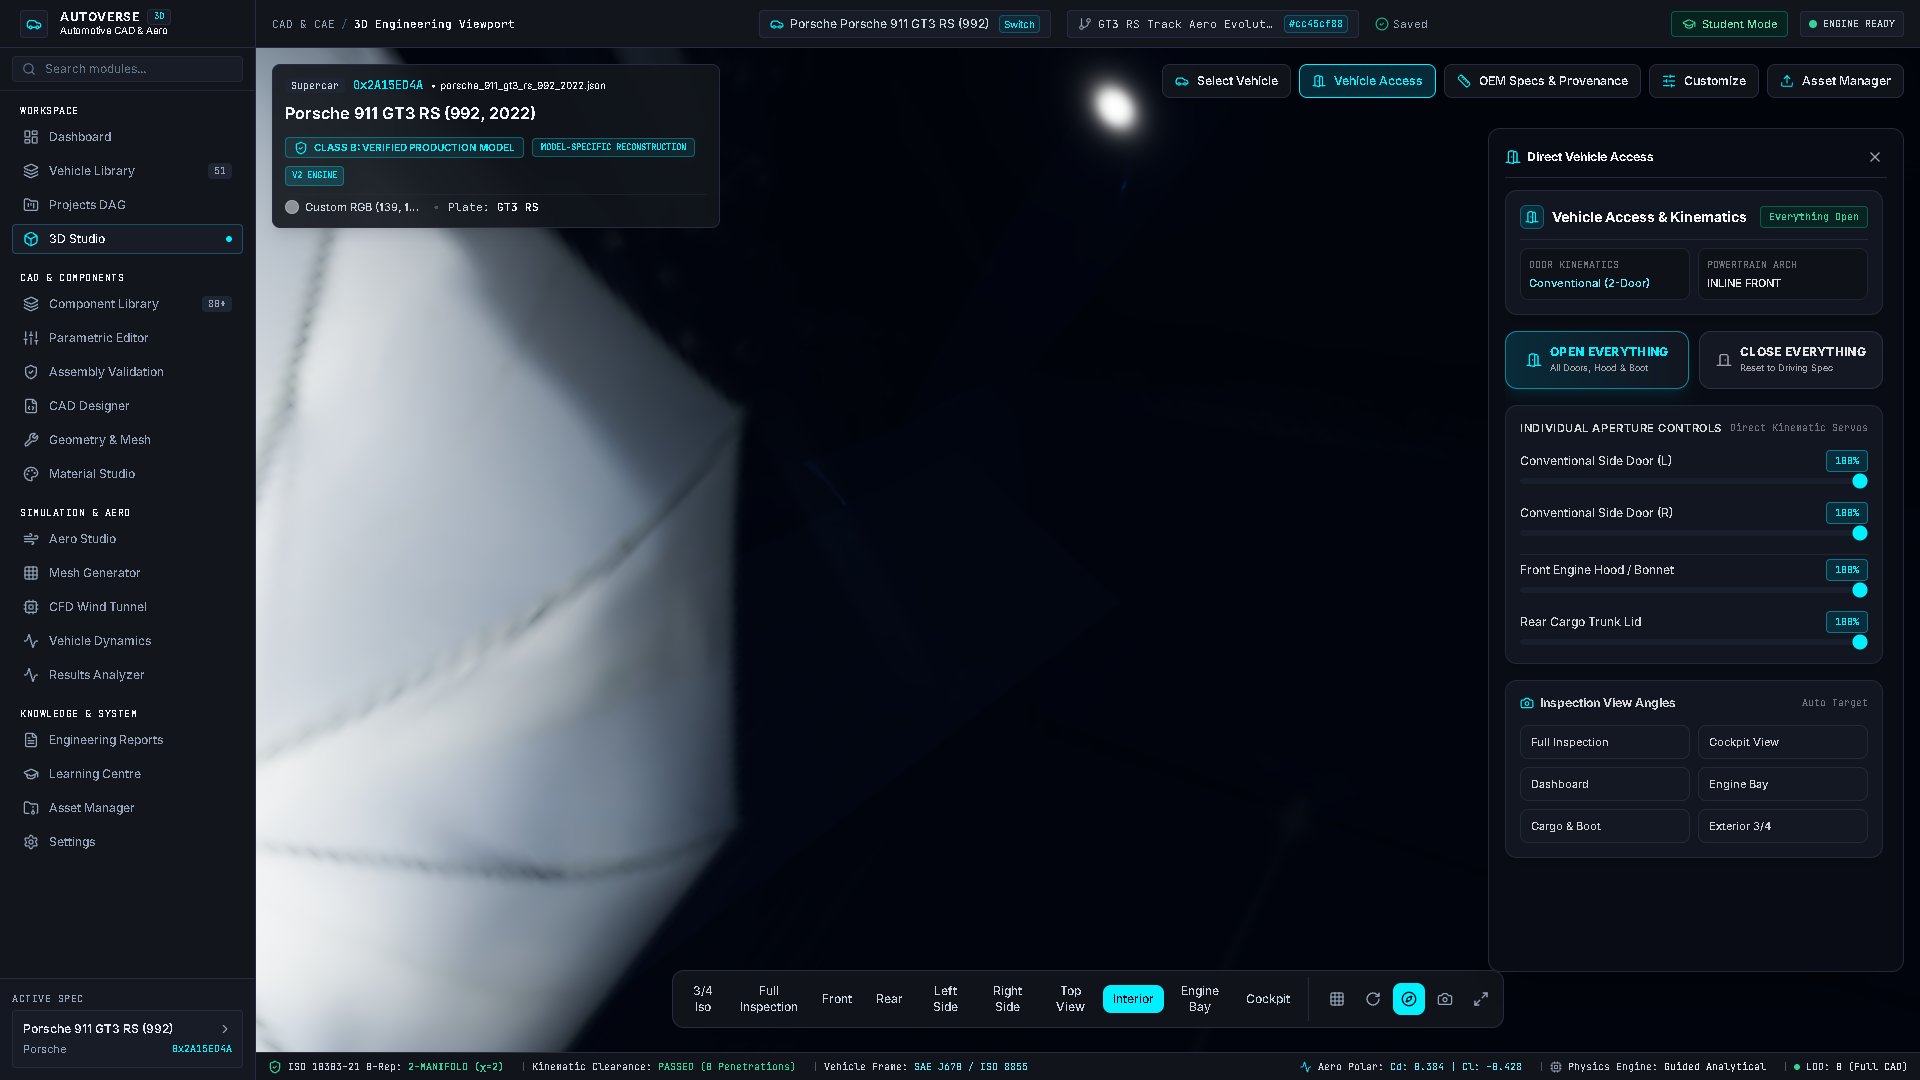 AUTOVERSE 3D
Automotive CAD & Aero
Search modules...
WORKSPACE
Dashboard
Vehicle Library 51
Projects DAG
3D Studio
CAD & COMPONENTS
Component Library 88+
Parametric Editor
Assembly Validation
CAD Designer
Geometry & Mesh
Material Studio
SIMULATION & AERO
Aero Studio
Mesh Generator
CFD Wind Tunnel
Vehicle Dynamics
Results Analyzer
KNOWLEDGE & SYSTEM
Engineering Reports
Learning Centre
Asset Manager
Settings
ACTIVE SPEC
Porsche 911 GT3 RS (992)
Porsche 0x2A15ED4A
CAD & CAE / 3D Engineering Viewport
Porsche Porsche 911 GT3 RS (992) Switch
GT3 RS Track Aero Evolut… #cc45cf88
Saved
Student Mode
ENGINE READY
Supercar 0x2A15ED4A • porsche_911_gt3_rs_992_2022.json
Porsche 911 GT3 RS (992, 2022)
CLASS B: VERIFIED PRODUCTION MODEL
MODEL-SPECIFIC RECONSTRUCTION
V2 ENGINE
Custom RGB (139, 1... • Plate: GT3 RS
Select Vehicle
Vehicle Access
OEM Specs & Provenance
Customize
Asset Manager
Direct Vehicle Access
Vehicle Access & Kinematics Everything Open
DOOR KINEMATICS
Conventional (2-Door)
POWERTRAIN ARCH
INLINE FRONT
OPEN EVERYTHING
All Doors, Hood & Boot
CLOSE EVERYTHING
Reset to Driving Spec
INDIVIDUAL APERTURE CONTROLS Direct Kinematic Servos
Conventional Side Door (L) 100%
Conventional Side Door (R) 100%
Front Engine Hood / Bonnet 100%
Rear Cargo Trunk Lid 100%
Inspection View Angles Auto Target
Full Inspection
Cockpit View
Dashboard
Engine Bay
Cargo & Boot
Exterior 3/4
3/4 Iso
Full Inspection
Front
Rear
Left Side
Right Side
Top View
Interior
Engine Bay
Cockpit
ISO 10303-21 B-Rep: 2-MANIFOLD (χ=2) | Kinematic Clearance: PASSED (0 Penetrations) | Vehicle Frame: SAE J670 / ISO 8855
Aero Polar: Cd: 0.384 | Cl: -0.428 | Physics Engine: Guided Analytical | LOD: 0 (Full CAD)